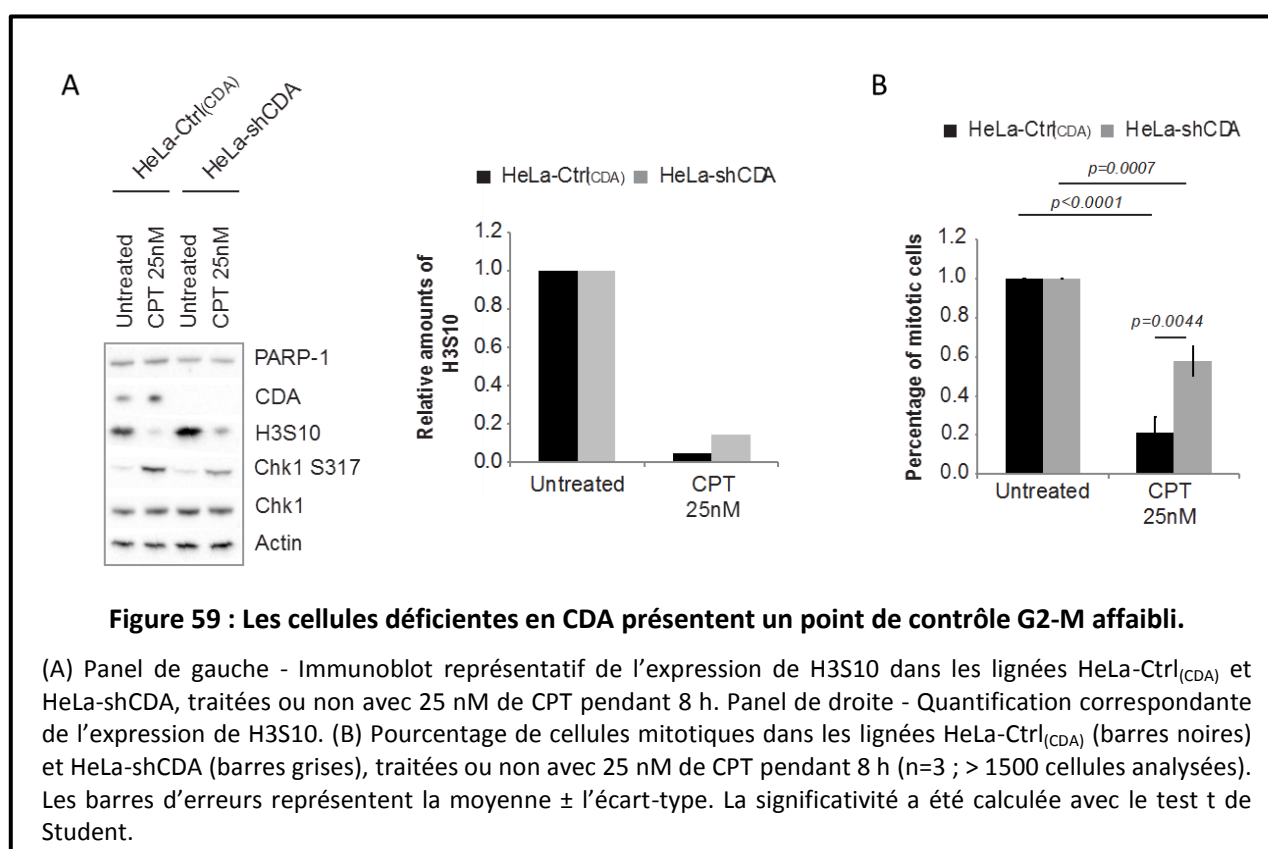 A
HeLa-Ctrl(CDA)
HeLa-shCDA
Untreated
CPT 25nM
Untreated
CPT 25nM
PARP-1
CDA
H3S10
Chk1 S317
Chk1
Actin
HeLa-Ctrl(CDA) HeLa-shCDA
Relative amounts of
H3S10
1.2
1.0
0.8
0.6
0.4
0.2
0.0
Untreated
CPT
25nM
B
HeLa-Ctrl(CDA) HeLa-shCDA
p=0.0007
p<0.0001
p=0.0044
Percentage of mitotic cells
1.2
1.0
0.8
0.6
0.4
0.2
0.0
Untreated
CPT
25nM
Figure 59 : Les cellules déficientes en CDA présentent un point de contrôle G2-M affaibli.
(A) Panel de gauche - Immunoblot représentatif de l’expression de H3S10 dans les lignées HeLa-Ctrl(CDA) et
HeLa-shCDA, traitées ou non avec 25 nM de CPT pendant 8 h. Panel de droite - Quantification correspondante
de l’expression de H3S10. (B) Pourcentage de cellules mitotiques dans les lignées HeLa-Ctrl(CDA) (barres noires)
et HeLa-shCDA (barres grises), traitées ou non avec 25 nM de CPT pendant 8 h (n=3 ; > 1500 cellules analysées).
Les barres d’erreurs représentent la moyenne ± l’écart-type. La significativité a été calculée avec le test t de
Student.